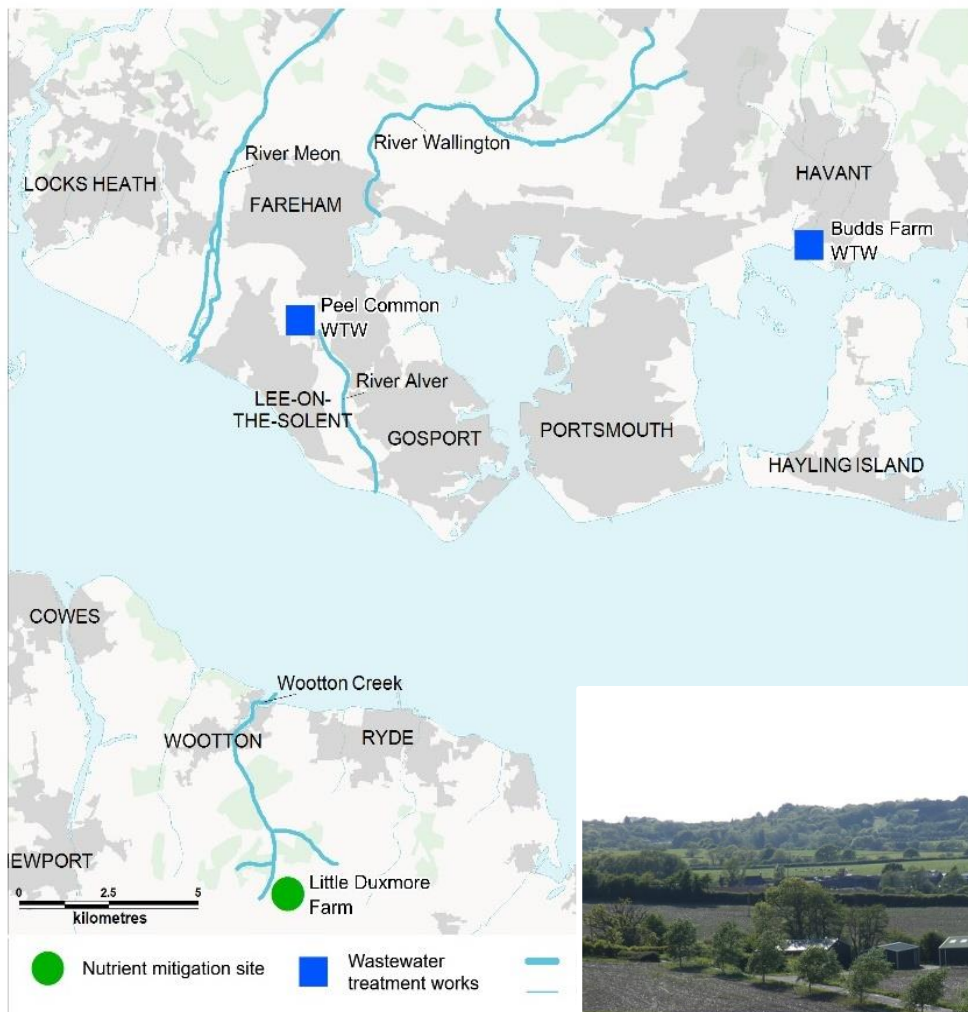 River Meon
River Wallington
LOCKS HEATH
FAREHAM
HAVANT
Budds Farm
WTW
Peel Common
WTW
River Alver
LEE-ON-
THE-SOLENT
GOSPORT
PORTSMOUTH
HAYLING ISLAND
COWES
Wootton Creek
WOOTTON
RYDE
EWPORT
0 2.5 5
kilometres
Little Duxmore
Farm
Nutrient mitigation site
Wastewater
treatment works